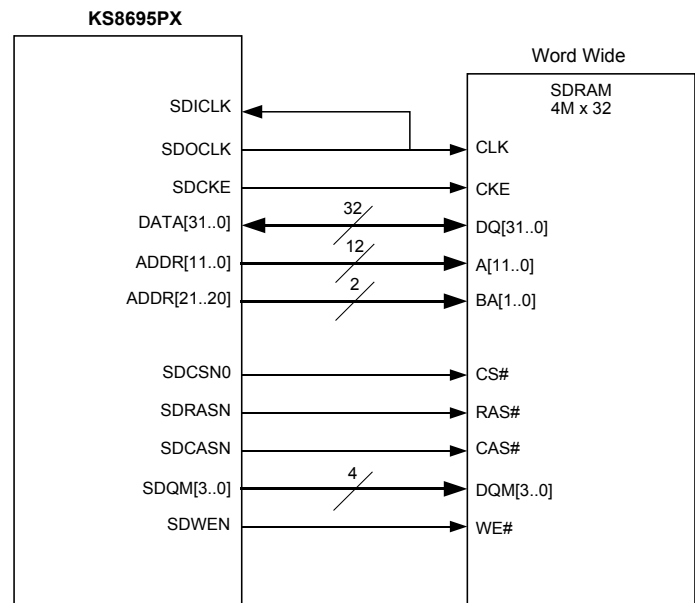 KS8695PX
Word Wide
SDRAM
4M x 32
SDICLK
SDOCLK
CLK
SDCKE
CKE
DATA[31..0]
32
DQ[31..0]
ADDR[11..0]
12
A[11..0]
ADDR[21..20]
2
BA[1..0]
SDCSN0
CS#
SDRASN
RAS#
SDCASN
CAS#
SDQM[3..0]
4
DQM[3..0]
SDWEN
WE#